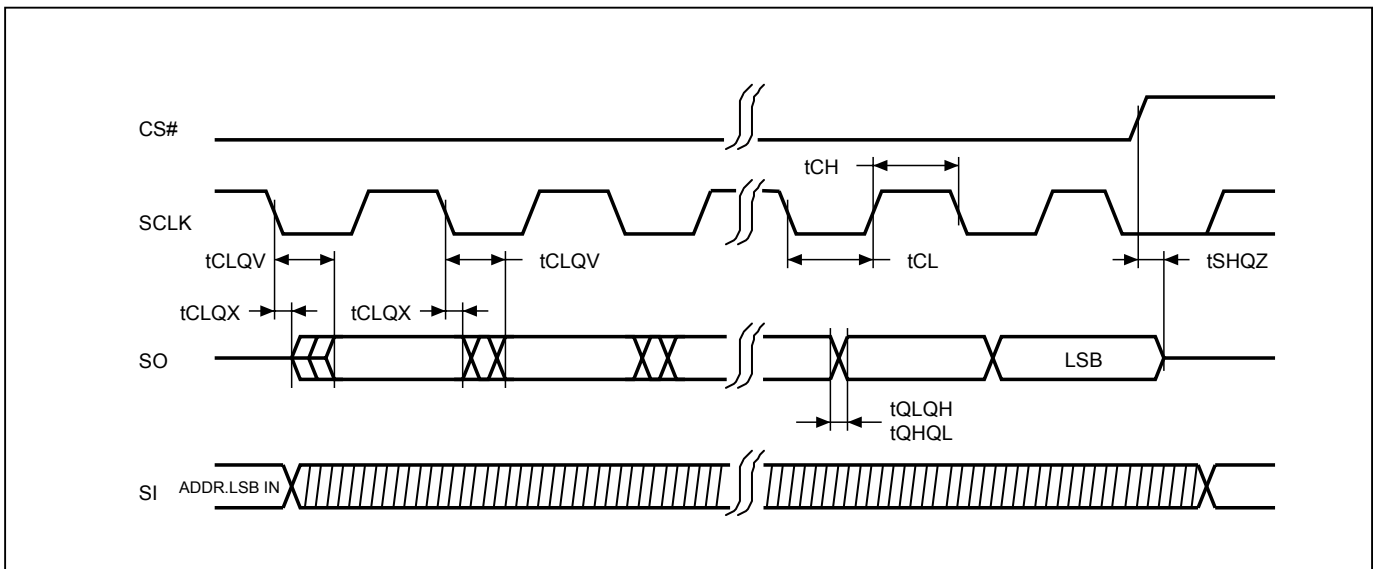 CS#
tCH
SCLK
tCLQV
tCLQV
tCL
tSHQZ
tCLQX
tCLQX
SO
LSB
tQLQH
tQHQL
SI
ADDR.LSB IN